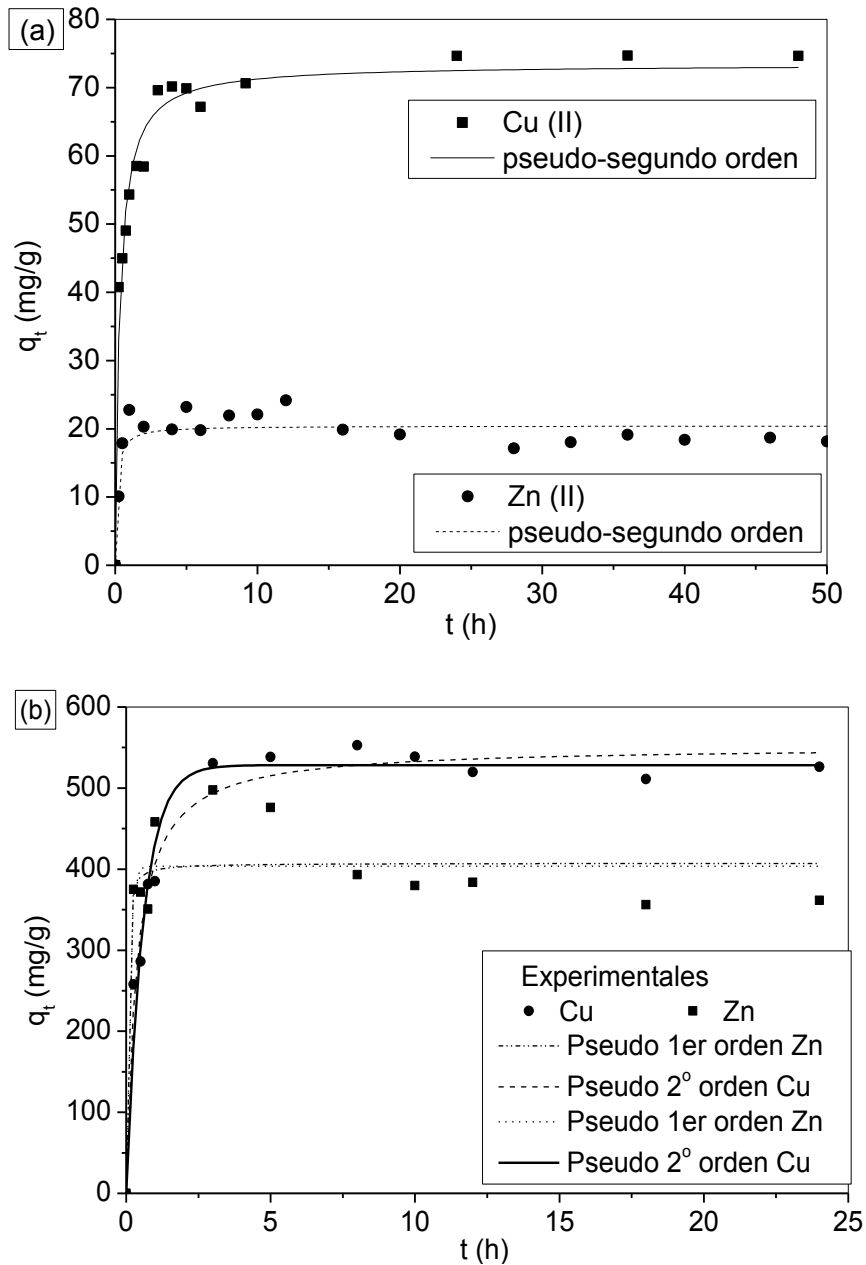 (a)
80
70
60
50
40
30
20
10
0
q_t (mg/g)
Cu (II)
pseudo-segundo orden
Zn (II)
pseudo-segundo orden
0 10 20 30 40 50
t (h)
(b)
600
500
400
300
200
100
0
q_t (mg/g)
Experimentales
Cu Zn
Pseudo 1er orden Zn
Pseudo 2º orden Cu
Pseudo 1er orden Zn
Pseudo 2º orden Cu
0 5 10 15 20 25
t (h)